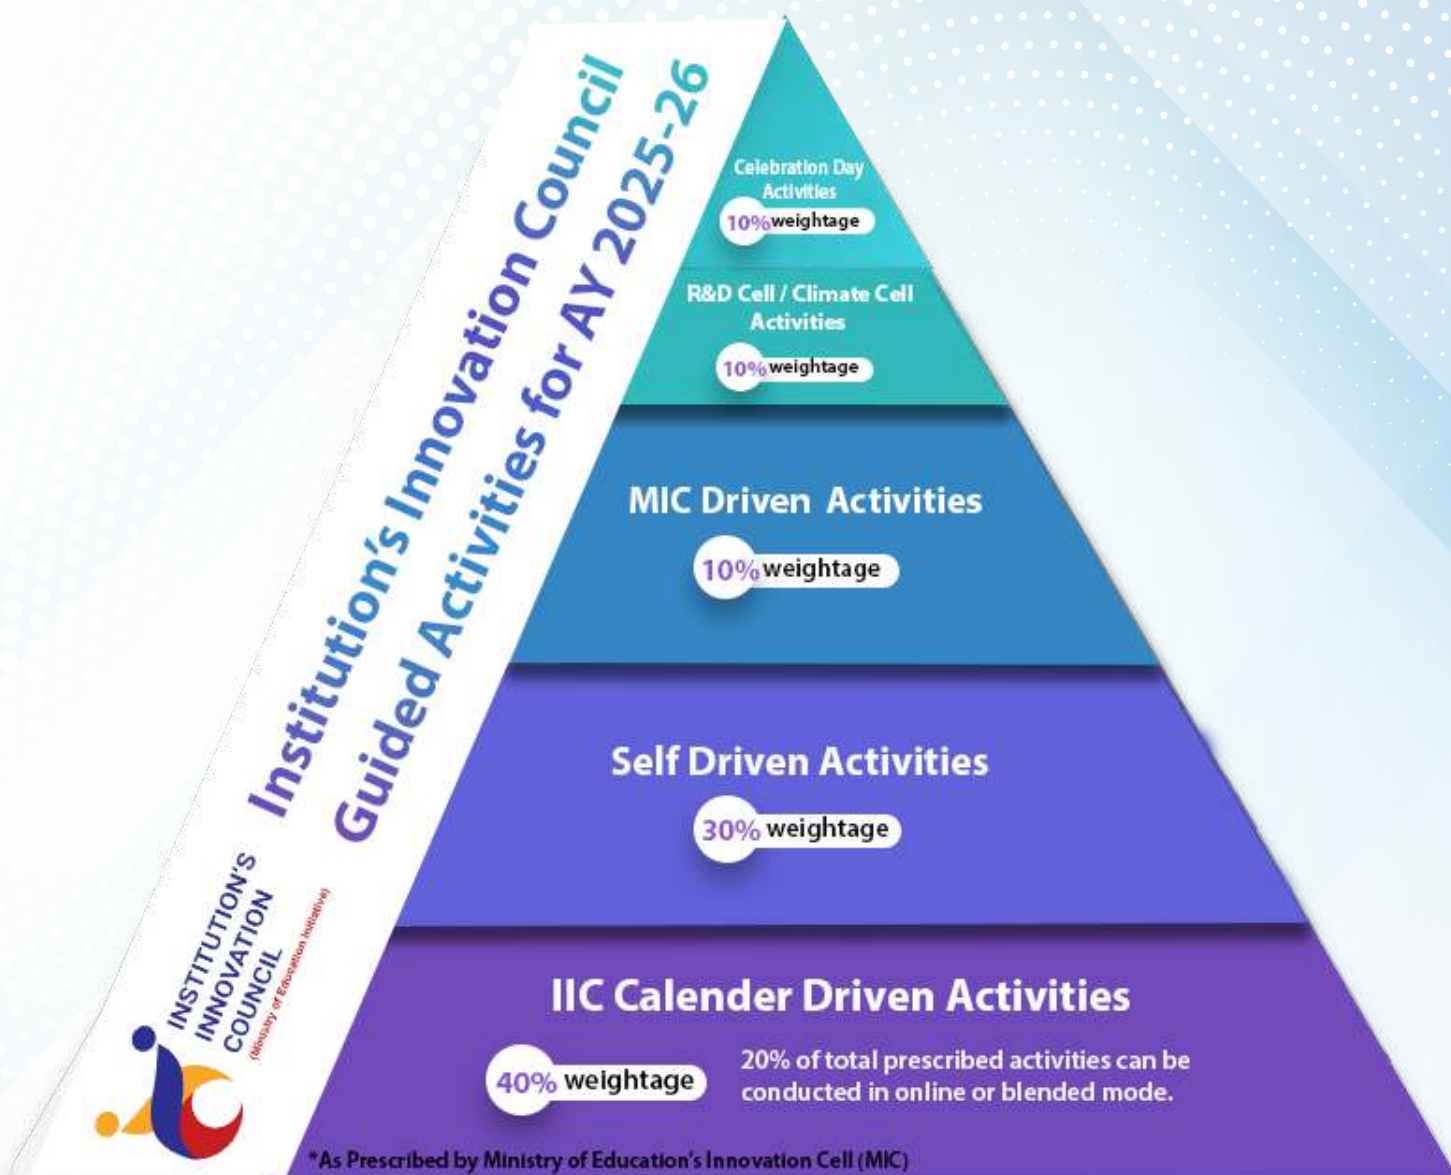 Institution's Innovation Council
Guided Activities for AY 2025-26
INSTITUTION'S
INNOVATION
COUNCIL
(Ministry of Education Initiative)
Celebration Day
Activities
10% weightage
R&D Cell / Climate Cell
Activities
10% weightage
MIC Driven Activities
10% weightage
Self Driven Activities
30% weightage
IIC Calender Driven Activities
40% weightage
20% of total prescribed activities can be
conducted in online or blended mode.
*As Prescribed by Ministry of Education's Innovation Cell (MIC)